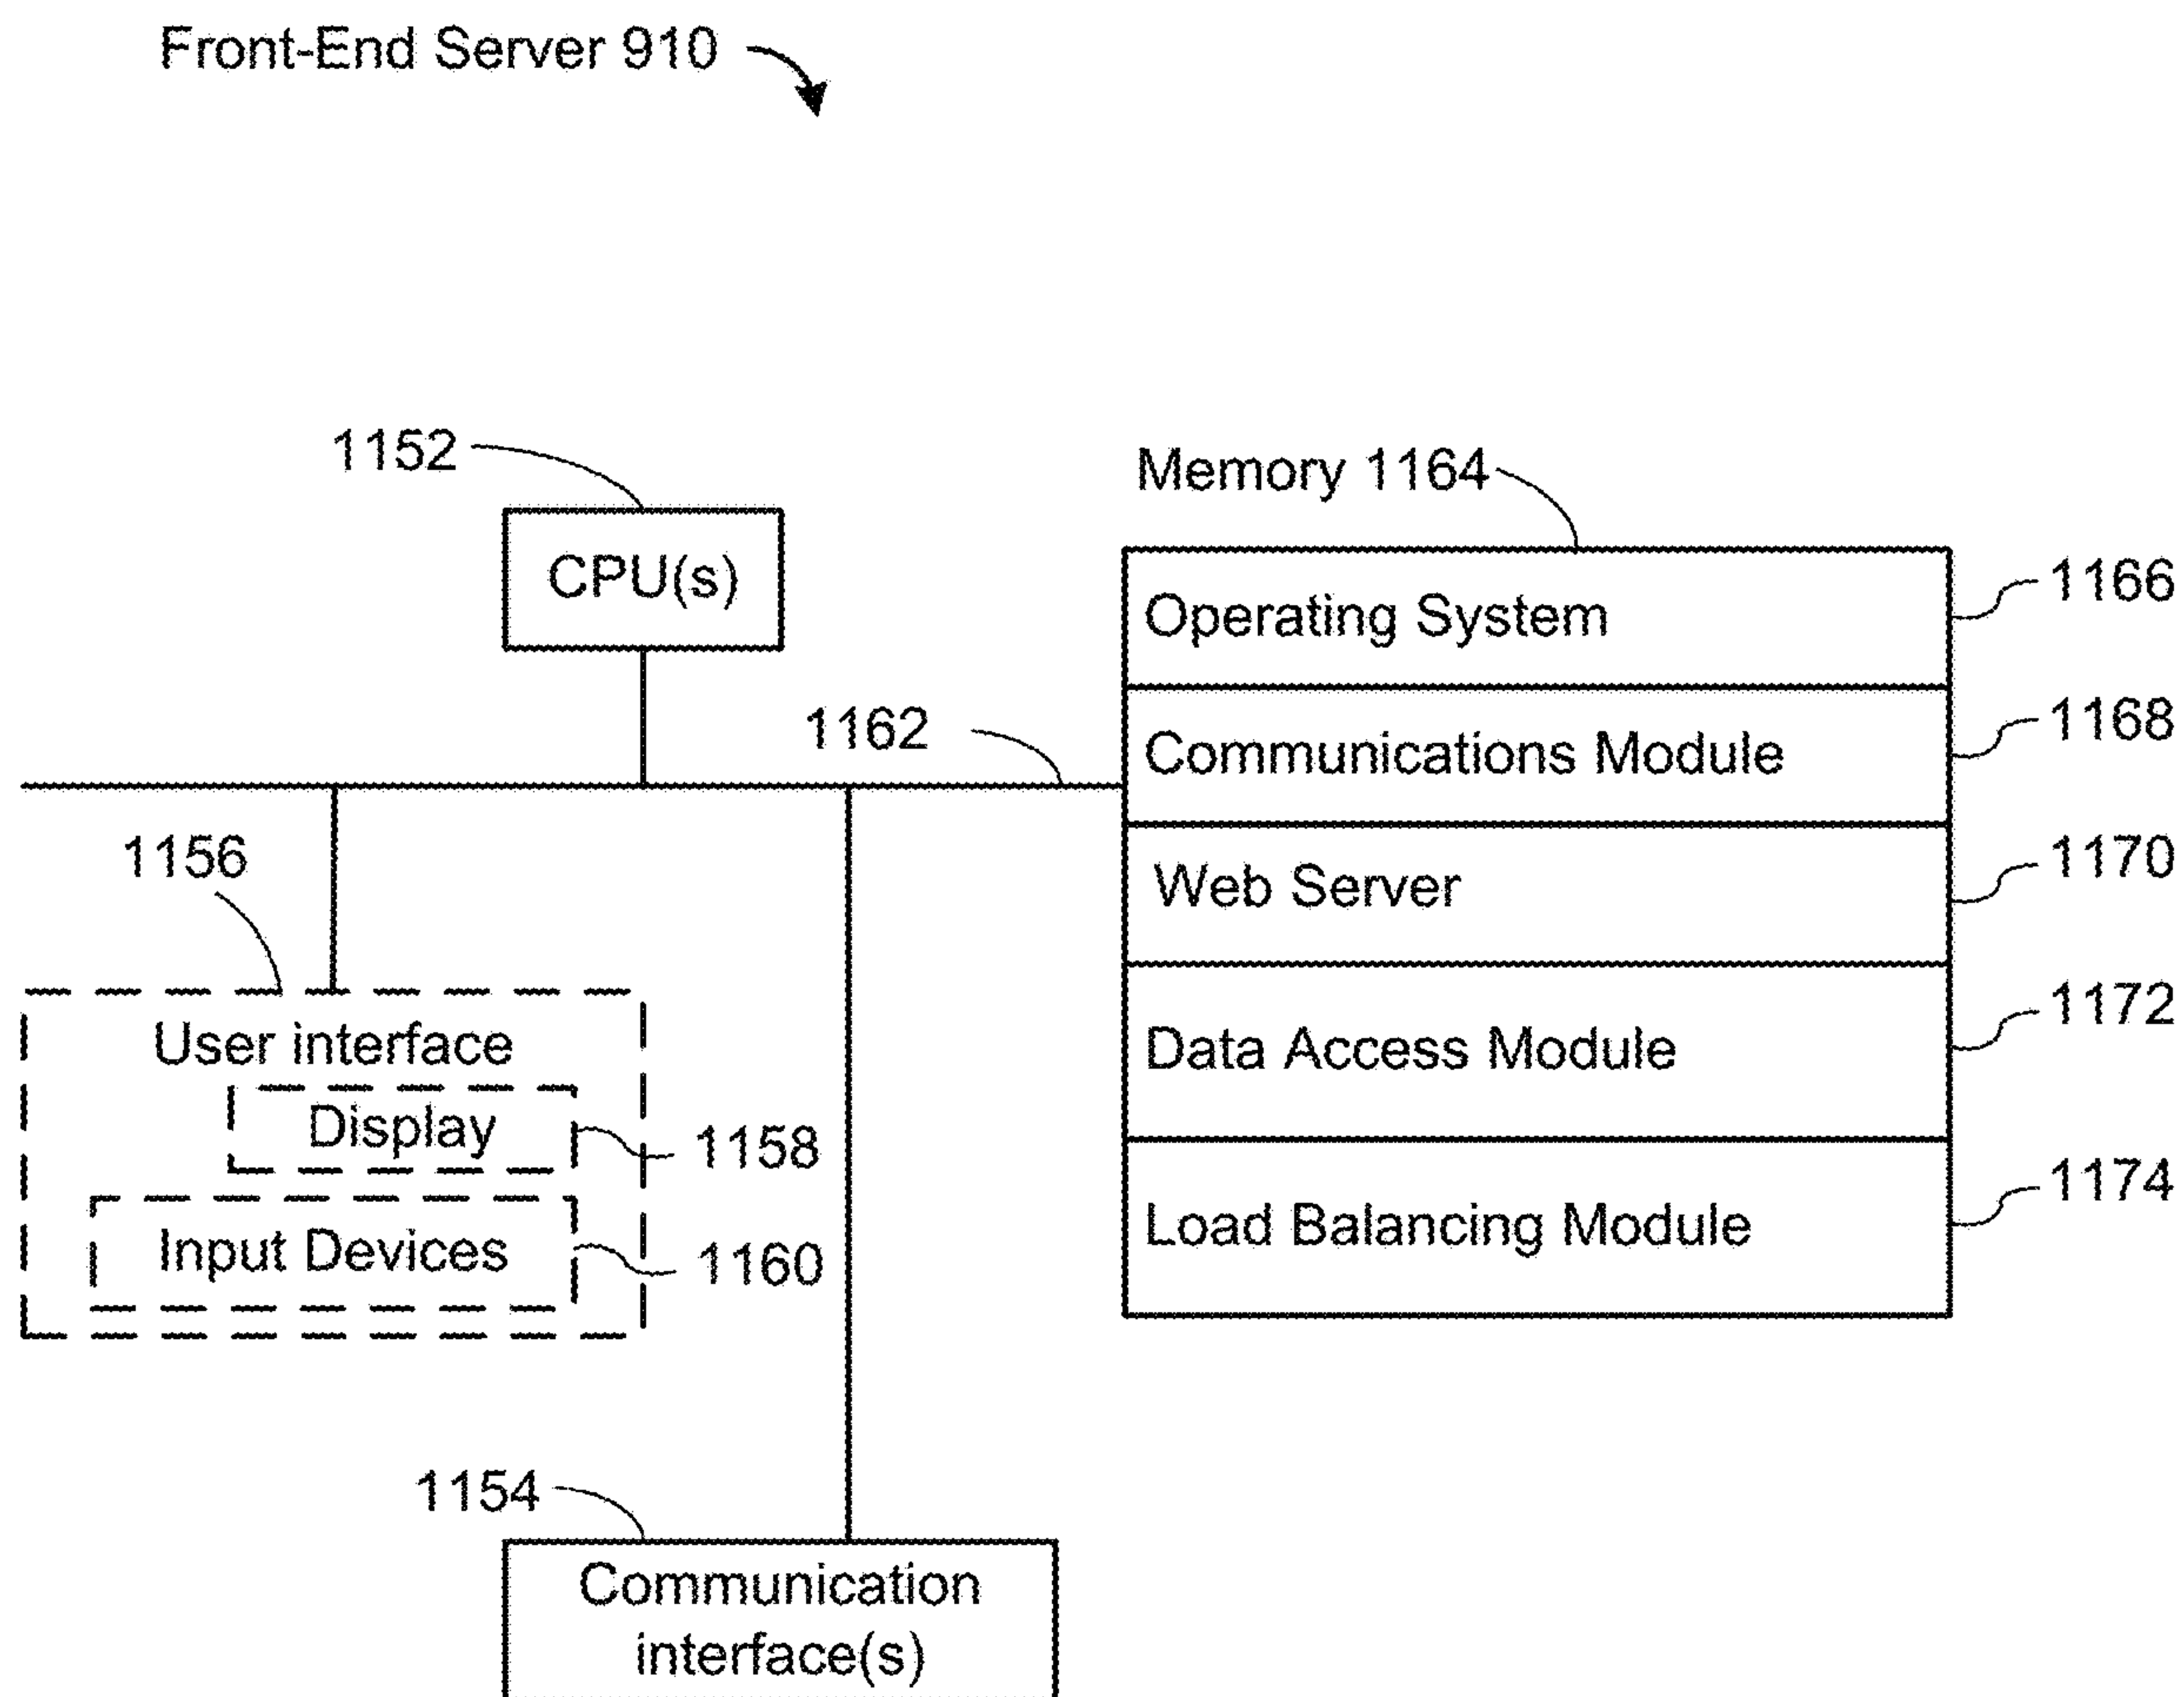 Front-End Server 910
1152
CPU(s)
1162
Memory 1164
Operating System
1166
Communications Module
1168
Web Server
1170
Data Access Module
1172
Load Balancing Module
1174
1156
User interface
Display
1158
Input Devices
1160
1154
Communication
interface(s)